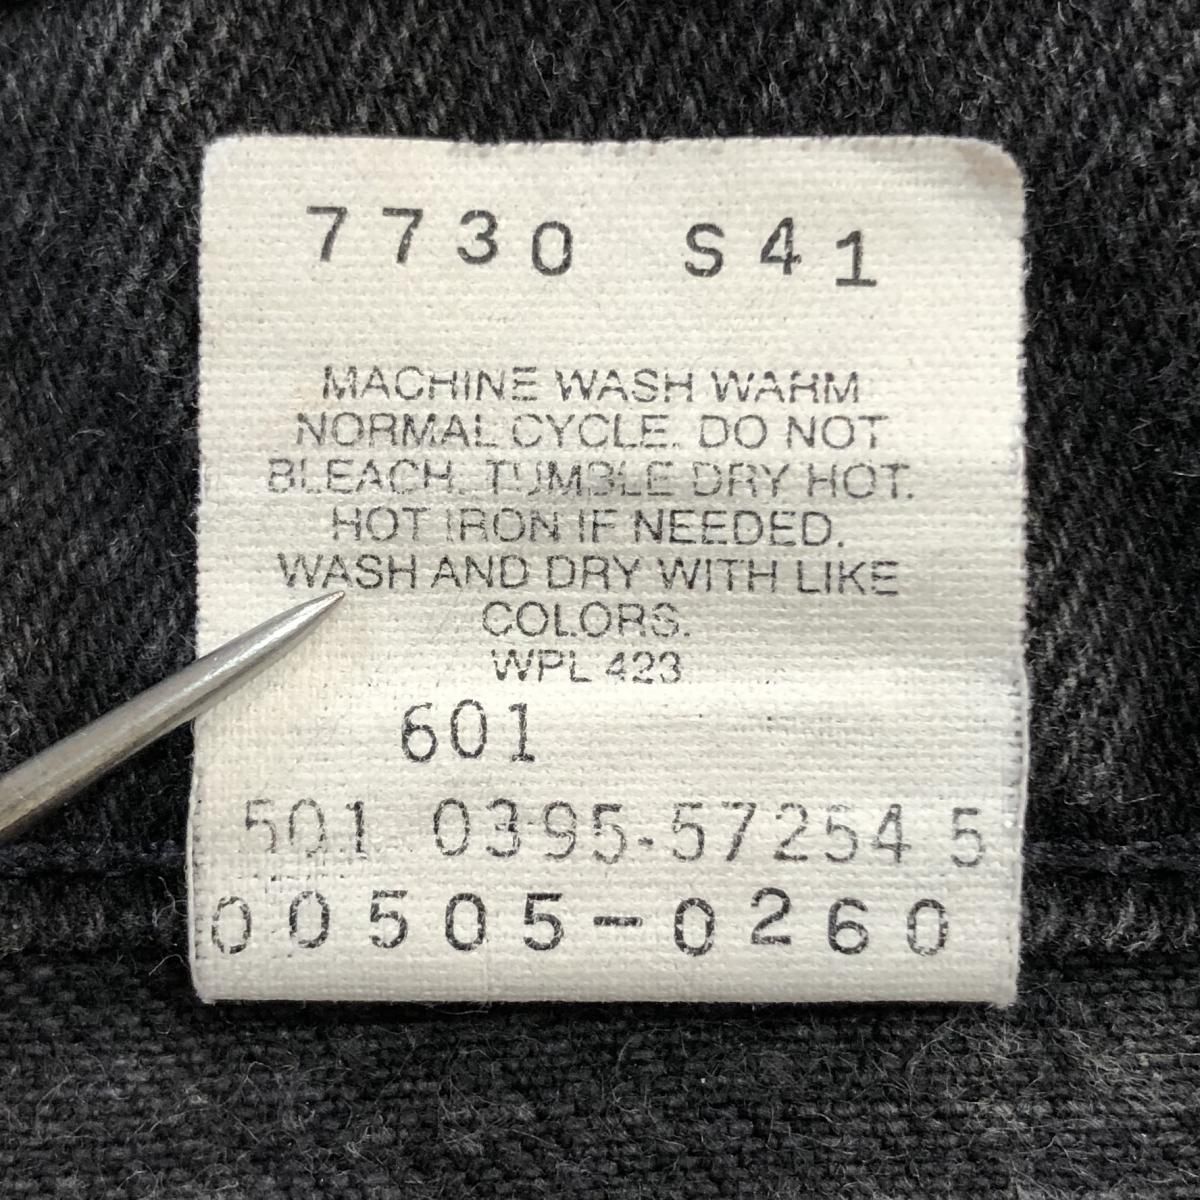 7730 S41
MACHINE WASH WARM
NORMAL CYCLE. DO NOT
BLEACH. TUMBLE DRY HOT.
HOT IRON IF NEEDED.
WASH AND DRY WITH LIKE
COLORS.
WPL 423
601
501 0395-57254 5
00505-0260